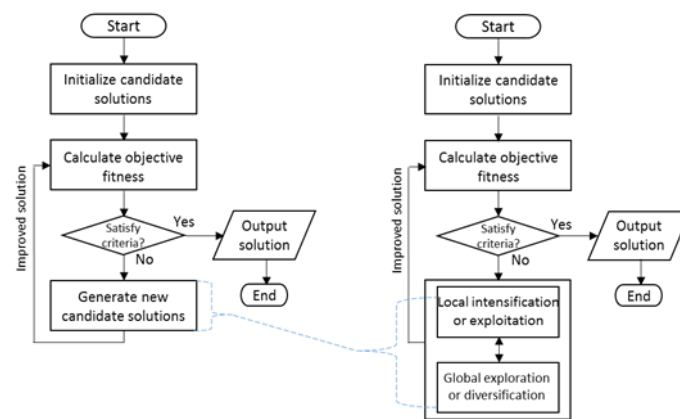 Start
Initialize candidate
solutions
Calculate objective
fitness
Improved solution
Satisfy
criteria?
Yes
No
Output
solution
End
Generate new
candidate solutions
Start
Initialize candidate
solutions
Calculate objective
fitness
Improved solution
Satisfy
criteria?
Yes
No
Output
solution
End
Local intensification
or exploitation
Global exploration
or diversification